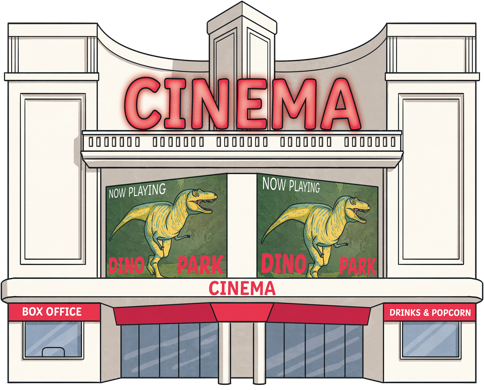 CINEMA
NOW PLAYING
DINO PARK
NOW PLAYING
DINO PARK
CINEMA
BOX OFFICE
DRINKS & POPCORN